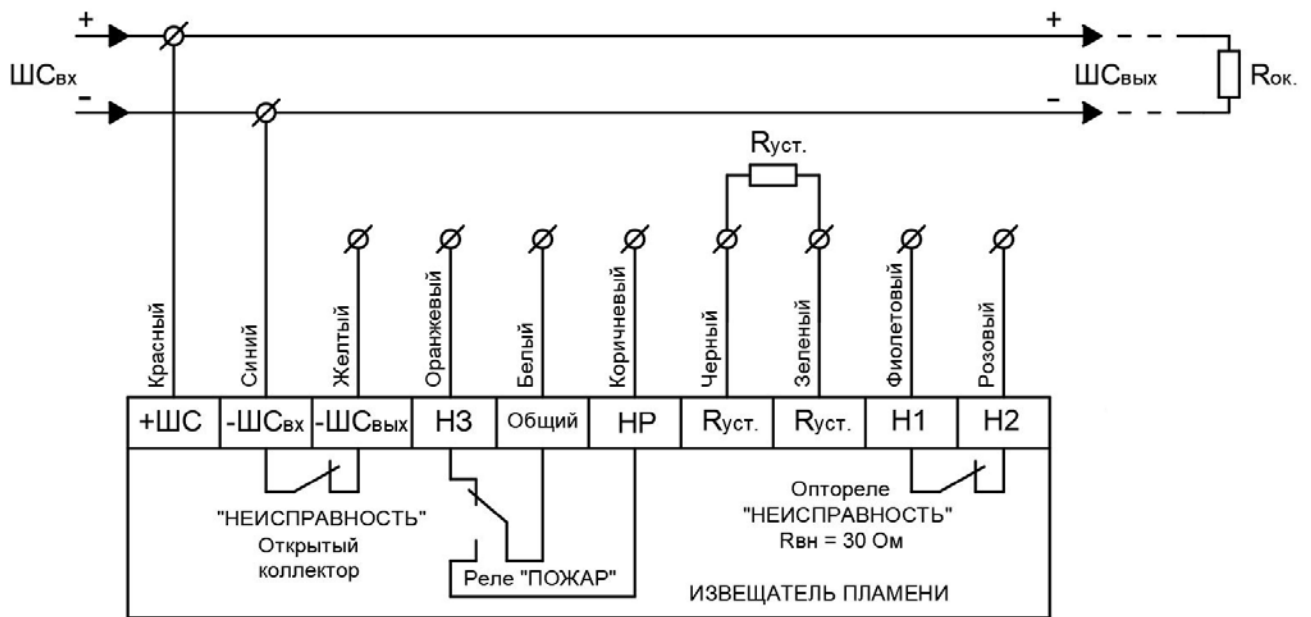 + +
ШСвх ШСвых Rок.
- -
Rуст.
Красный
Синий
Желтый
Оранжевый
Белый
Коричневый
Черный
Зеленый
Фиолетовый
Розовый
+ШС -ШСвх -ШСвых НЗ Общий НР Rуст. Rуст. Н1 Н2
"НЕИСПРАВНОСТЬ"
Открытый
коллектор
Реле "ПОЖАР"
Оптореле
"НЕИСПРАВНОСТЬ"
Rвн = 30 Ом
ИЗВЕЩАТЕЛЬ ПЛАМЕНИ